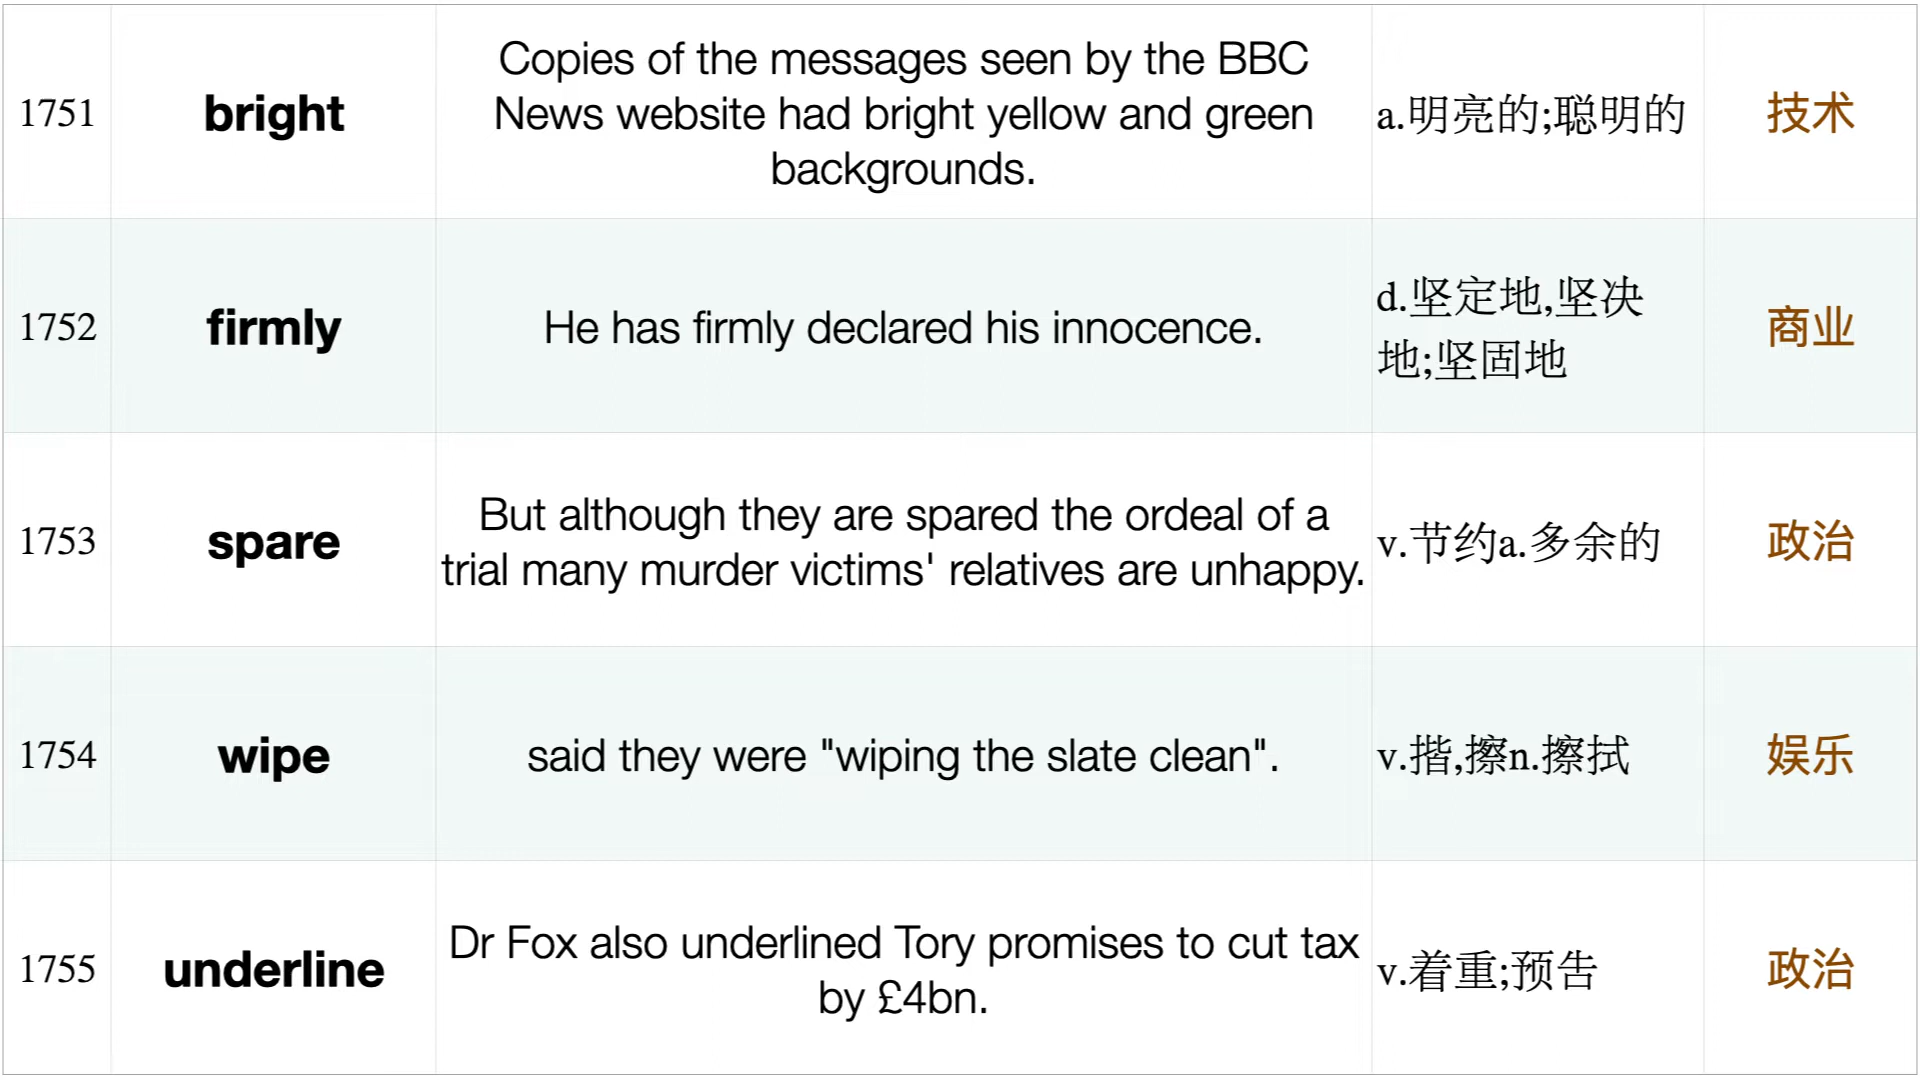 1751
bright
Copies of the messages seen by the BBC
News website had bright yellow and green
backgrounds.
a.明亮的;聪明的
技术
1752
firmly
He has firmly declared his innocence.
d.坚定地,坚决
地;坚固地
商业
1753
spare
But although they are spared the ordeal of a
trial many murder victims' relatives are unhappy.
v.节约a.多余的
政治
1754
wipe
said they were "wiping the slate clean".
v.揩,擦n.擦拭
娱乐
1755
underline
Dr Fox also underlined Tory promises to cut tax
by £4bn.
v.着重;预告
政治